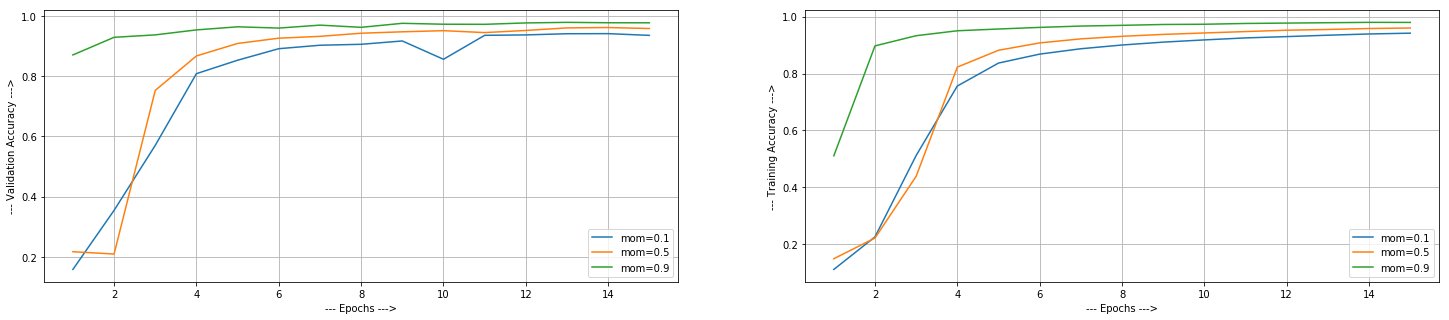 --- Validation Accuracy --->
1.0
0.8
0.6
0.4
0.2
2 4 6 8 10 12 14
--- Epochs --->
mom=0.1
mom=0.5
mom=0.9
--- Training Accuracy --->
1.0
0.8
0.6
0.4
0.2
2 4 6 8 10 12 14
--- Epochs --->
mom=0.1
mom=0.5
mom=0.9